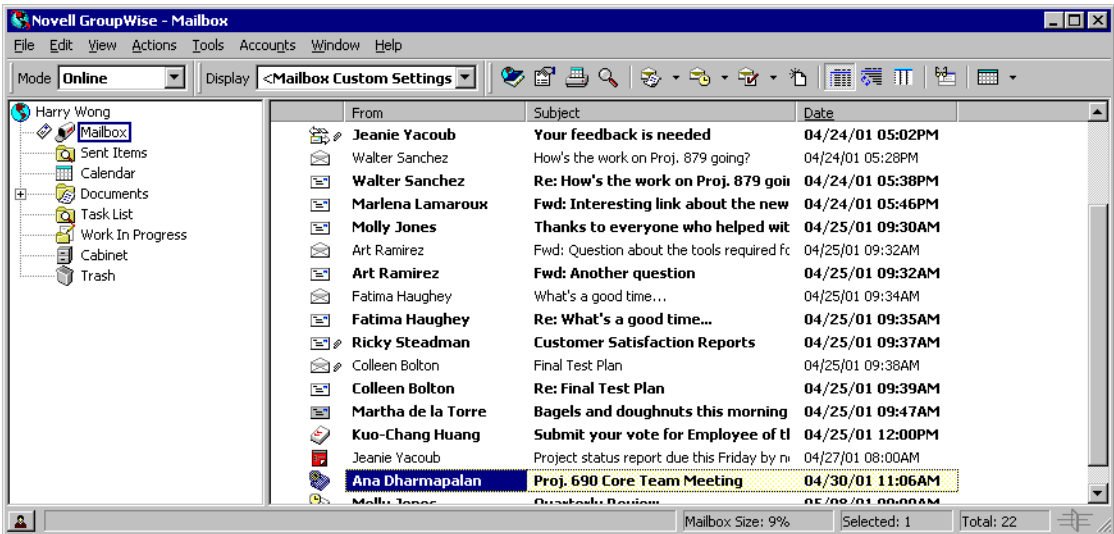 Novell GroupWise - Mailbox
File Edit View Actions Tools Accounts Window Help
Mode Online Display <Mailbox Custom Settings
Harry Wong
Mailbox
Sent Items
Calendar
Documents
Task List
Work In Progress
Cabinet
Trash
From Subject Date
Jeanie Yacoub Your feedback is needed 04/24/01 05:02PM
Walter Sanchez How's the work on Proj. 879 going? 04/24/01 05:28PM
Walter Sanchez Re: How's the work on Proj. 879 goin 04/24/01 05:38PM
Marlena Lamaroux Fwd: Interesting link about the new 04/24/01 05:46PM
Molly Jones Thanks to everyone who helped wit 04/25/01 09:30AM
Art Ramirez Fwd: Question about the tools required fo 04/25/01 09:32AM
Art Ramirez Fwd: Another question 04/25/01 09:32AM
Fatima Haughey What's a good time... 04/25/01 09:34AM
Fatima Haughey Re: What's a good time... 04/25/01 09:35AM
Ricky Steadman Customer Satisfaction Reports 04/25/01 09:37AM
Colleen Bolton Final Test Plan 04/25/01 09:38AM
Colleen Bolton Re: Final Test Plan 04/25/01 09:39AM
Martha de la Torre Bagels and doughnuts this morning 04/25/01 09:47AM
Kuo-Chang Huang Submit your vote for Employee of th 04/25/01 12:00PM
Jeanie Yacoub Project status report due this Friday by no 04/27/01 08:00AM
Ana Dharmapalan Proj. 690 Core Team Meeting 04/30/01 11:06AM
Molly Jones Quarterly Review 05/08/01 09:00AM
Mailbox Size: 9% Selected: 1 Total: 22